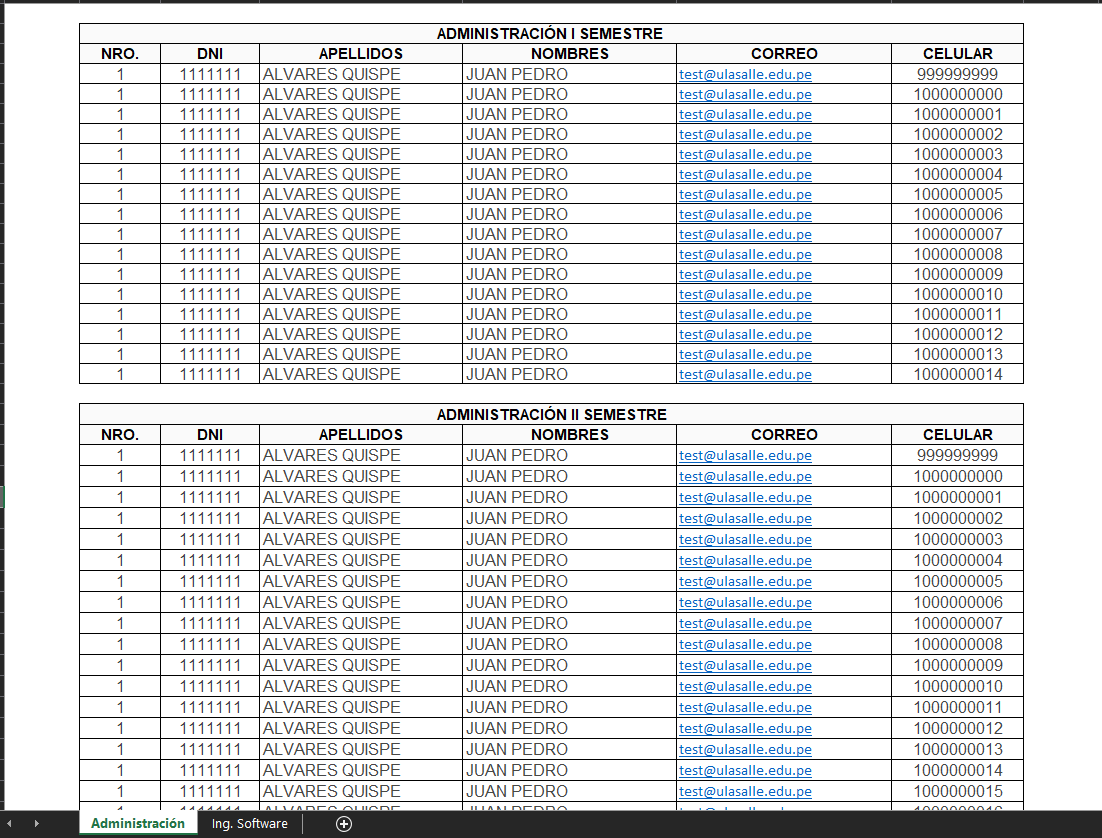 ADMINISTRACIÓN I SEMESTRE
NRO. DNI APELLIDOS NOMBRES CORREO CELULAR
1 1111111 ALVARES QUISPE JUAN PEDRO test@ulasalle.edu.pe 999999999
1 1111111 ALVARES QUISPE JUAN PEDRO test@ulasalle.edu.pe 1000000000
1 1111111 ALVARES QUISPE JUAN PEDRO test@ulasalle.edu.pe 1000000001
1 1111111 ALVARES QUISPE JUAN PEDRO test@ulasalle.edu.pe 1000000002
1 1111111 ALVARES QUISPE JUAN PEDRO test@ulasalle.edu.pe 1000000003
1 1111111 ALVARES QUISPE JUAN PEDRO test@ulasalle.edu.pe 1000000004
1 1111111 ALVARES QUISPE JUAN PEDRO test@ulasalle.edu.pe 1000000005
1 1111111 ALVARES QUISPE JUAN PEDRO test@ulasalle.edu.pe 1000000006
1 1111111 ALVARES QUISPE JUAN PEDRO test@ulasalle.edu.pe 1000000007
1 1111111 ALVARES QUISPE JUAN PEDRO test@ulasalle.edu.pe 1000000008
1 1111111 ALVARES QUISPE JUAN PEDRO test@ulasalle.edu.pe 1000000009
1 1111111 ALVARES QUISPE JUAN PEDRO test@ulasalle.edu.pe 1000000010
1 1111111 ALVARES QUISPE JUAN PEDRO test@ulasalle.edu.pe 1000000011
1 1111111 ALVARES QUISPE JUAN PEDRO test@ulasalle.edu.pe 1000000012
1 1111111 ALVARES QUISPE JUAN PEDRO test@ulasalle.edu.pe 1000000013
1 1111111 ALVARES QUISPE JUAN PEDRO test@ulasalle.edu.pe 1000000014
ADMINISTRACIÓN II SEMESTRE
NRO. DNI APELLIDOS NOMBRES CORREO CELULAR
1 1111111 ALVARES QUISPE JUAN PEDRO test@ulasalle.edu.pe 999999999
1 1111111 ALVARES QUISPE JUAN PEDRO test@ulasalle.edu.pe 1000000000
1 1111111 ALVARES QUISPE JUAN PEDRO test@ulasalle.edu.pe 1000000001
1 1111111 ALVARES QUISPE JUAN PEDRO test@ulasalle.edu.pe 1000000002
1 1111111 ALVARES QUISPE JUAN PEDRO test@ulasalle.edu.pe 1000000003
1 1111111 ALVARES QUISPE JUAN PEDRO test@ulasalle.edu.pe 1000000004
1 1111111 ALVARES QUISPE JUAN PEDRO test@ulasalle.edu.pe 1000000005
1 1111111 ALVARES QUISPE JUAN PEDRO test@ulasalle.edu.pe 1000000006
1 1111111 ALVARES QUISPE JUAN PEDRO test@ulasalle.edu.pe 1000000007
1 1111111 ALVARES QUISPE JUAN PEDRO test@ulasalle.edu.pe 1000000008
1 1111111 ALVARES QUISPE JUAN PEDRO test@ulasalle.edu.pe 1000000009
1 1111111 ALVARES QUISPE JUAN PEDRO test@ulasalle.edu.pe 1000000010
1 1111111 ALVARES QUISPE JUAN PEDRO test@ulasalle.edu.pe 1000000011
1 1111111 ALVARES QUISPE JUAN PEDRO test@ulasalle.edu.pe 1000000012
1 1111111 ALVARES QUISPE JUAN PEDRO test@ulasalle.edu.pe 1000000013
1 1111111 ALVARES QUISPE JUAN PEDRO test@ulasalle.edu.pe 1000000014
1 1111111 ALVARES QUISPE JUAN PEDRO test@ulasalle.edu.pe 1000000015
Administración Ing. Software